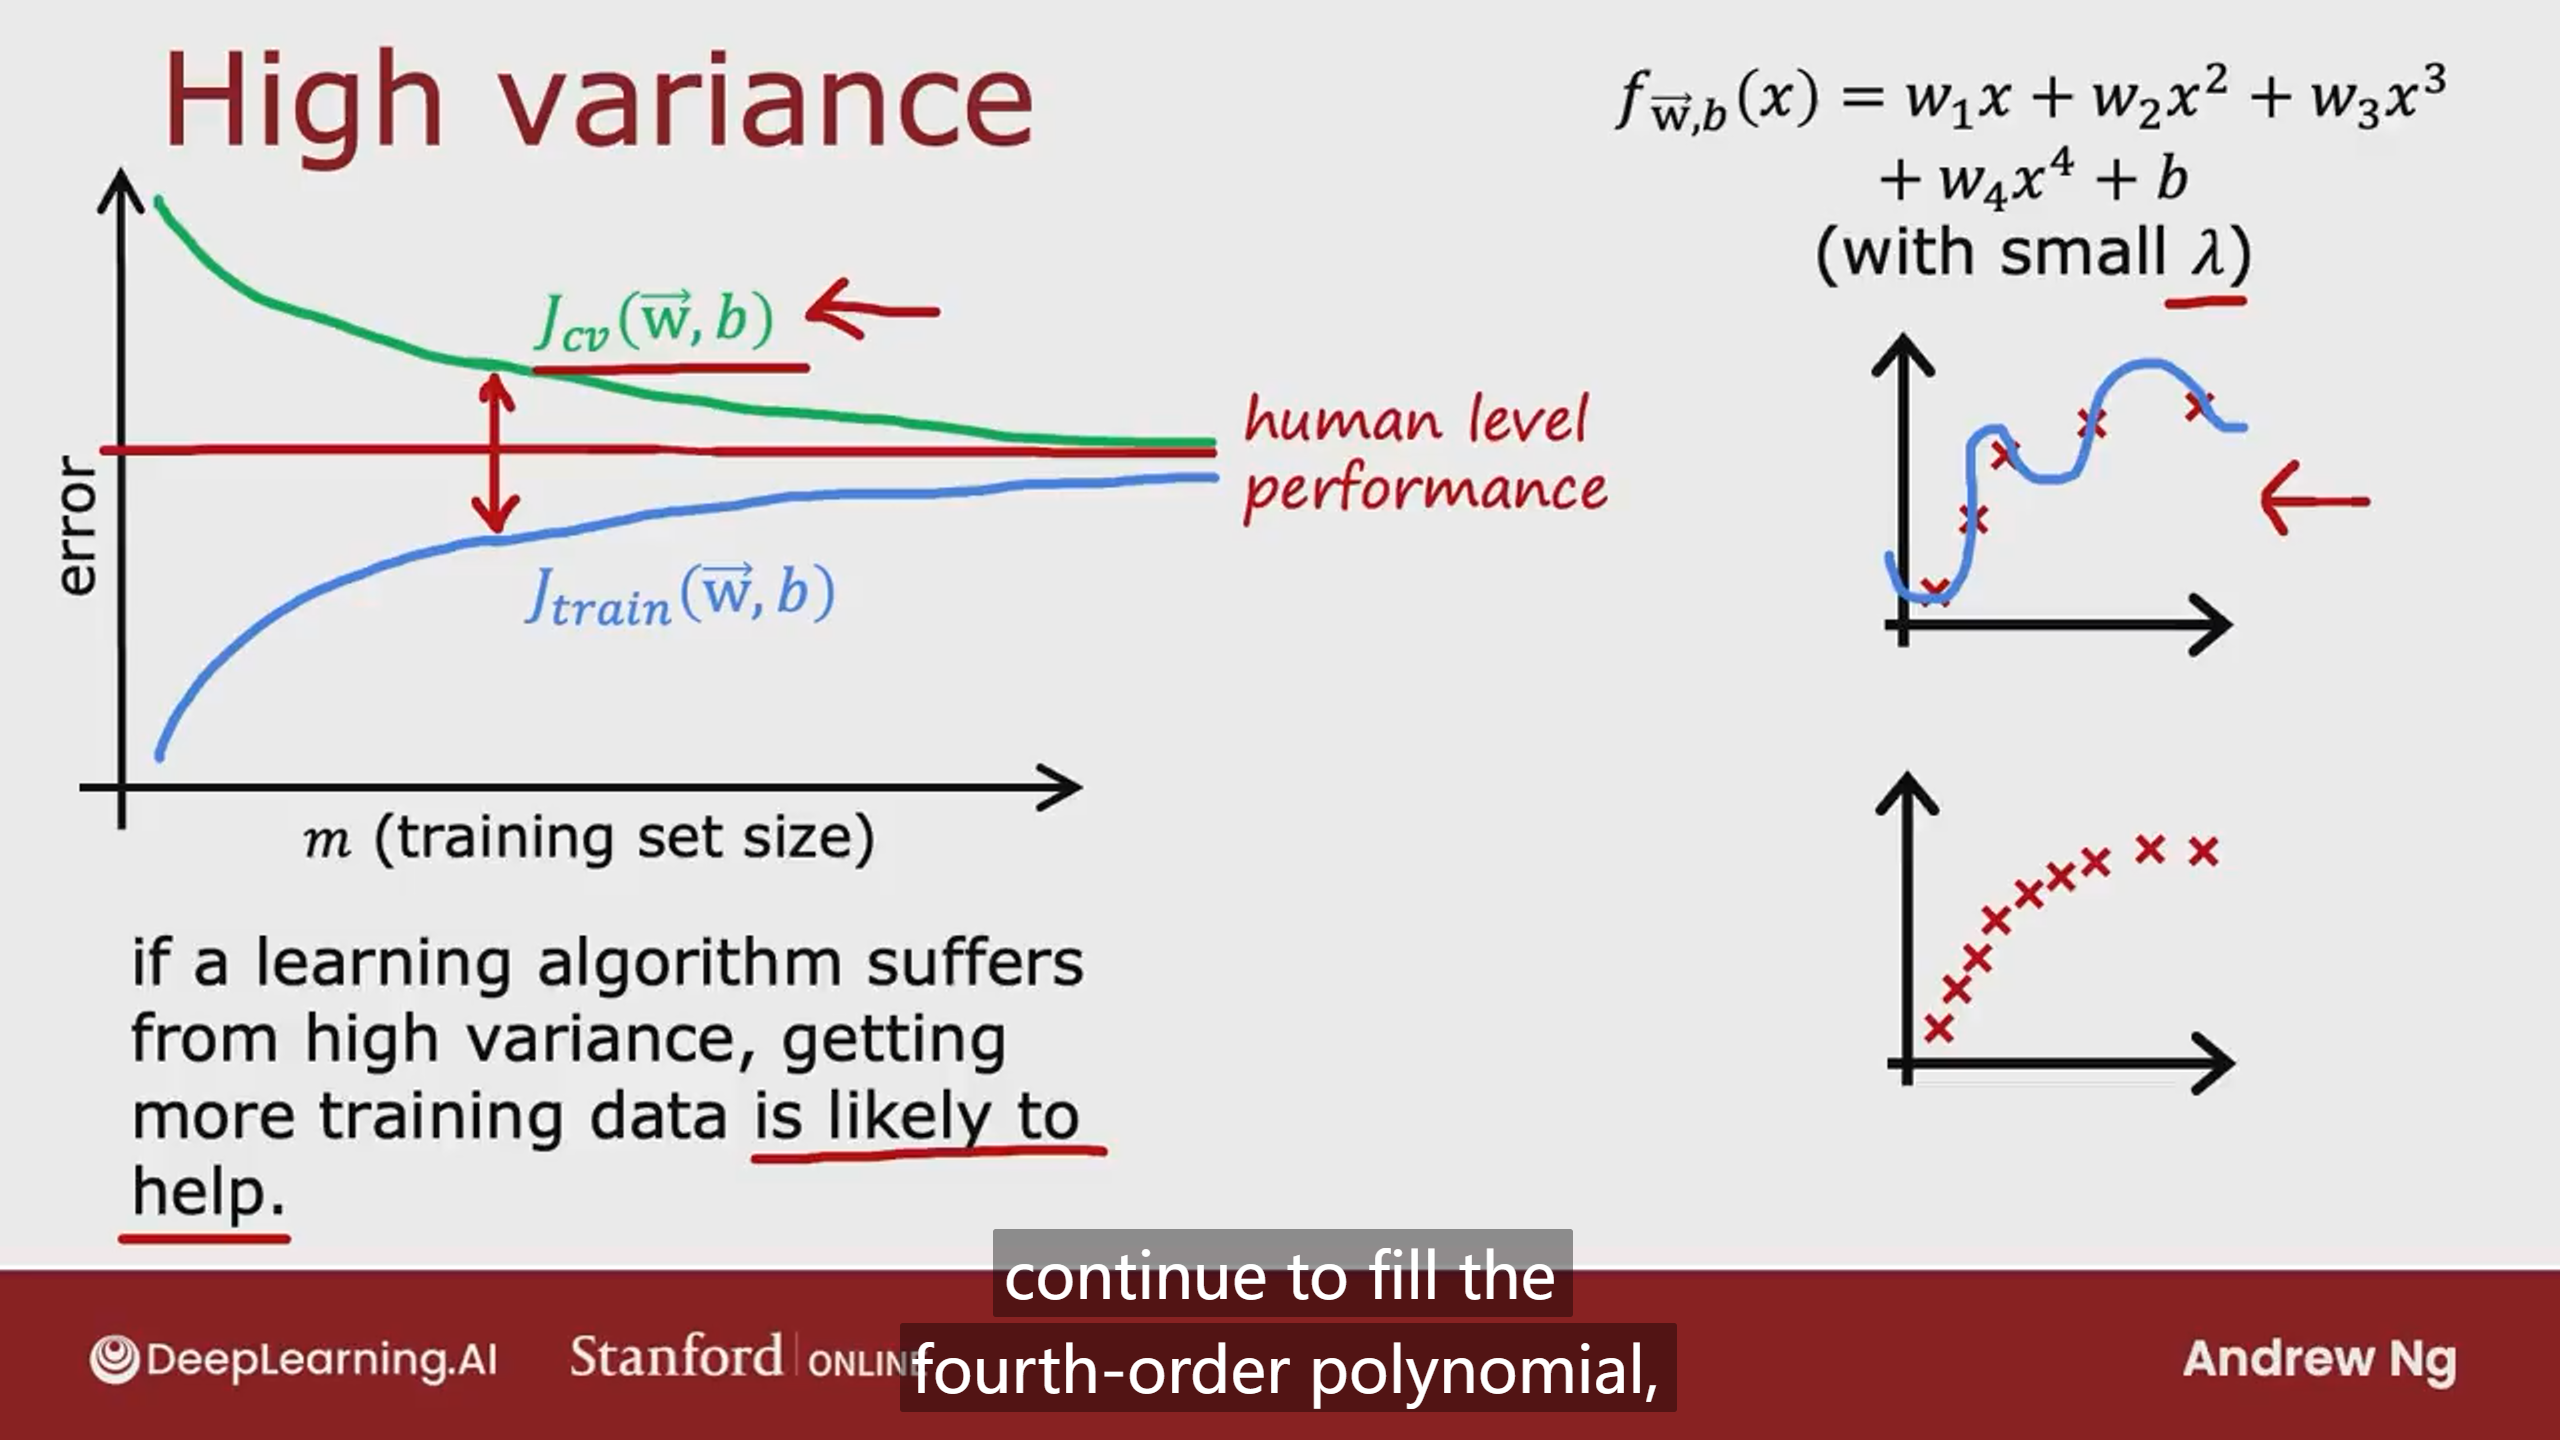 High variance
f_{\vec{w},b}(x) = w_1x + w_2x^2 + w_3x^3
+ w_4x^4 + b
(with small λ)
J_{cv}(\vec{w}, b)
human level
performance
error
J_{train}(\vec{w}, b)
m (training set size)
if a learning algorithm suffers
from high variance, getting
more training data is likely to
help.
continue to fill the
fourth-order polynomial,
DeepLearning.AI
Stanford | ONLINE
Andrew Ng